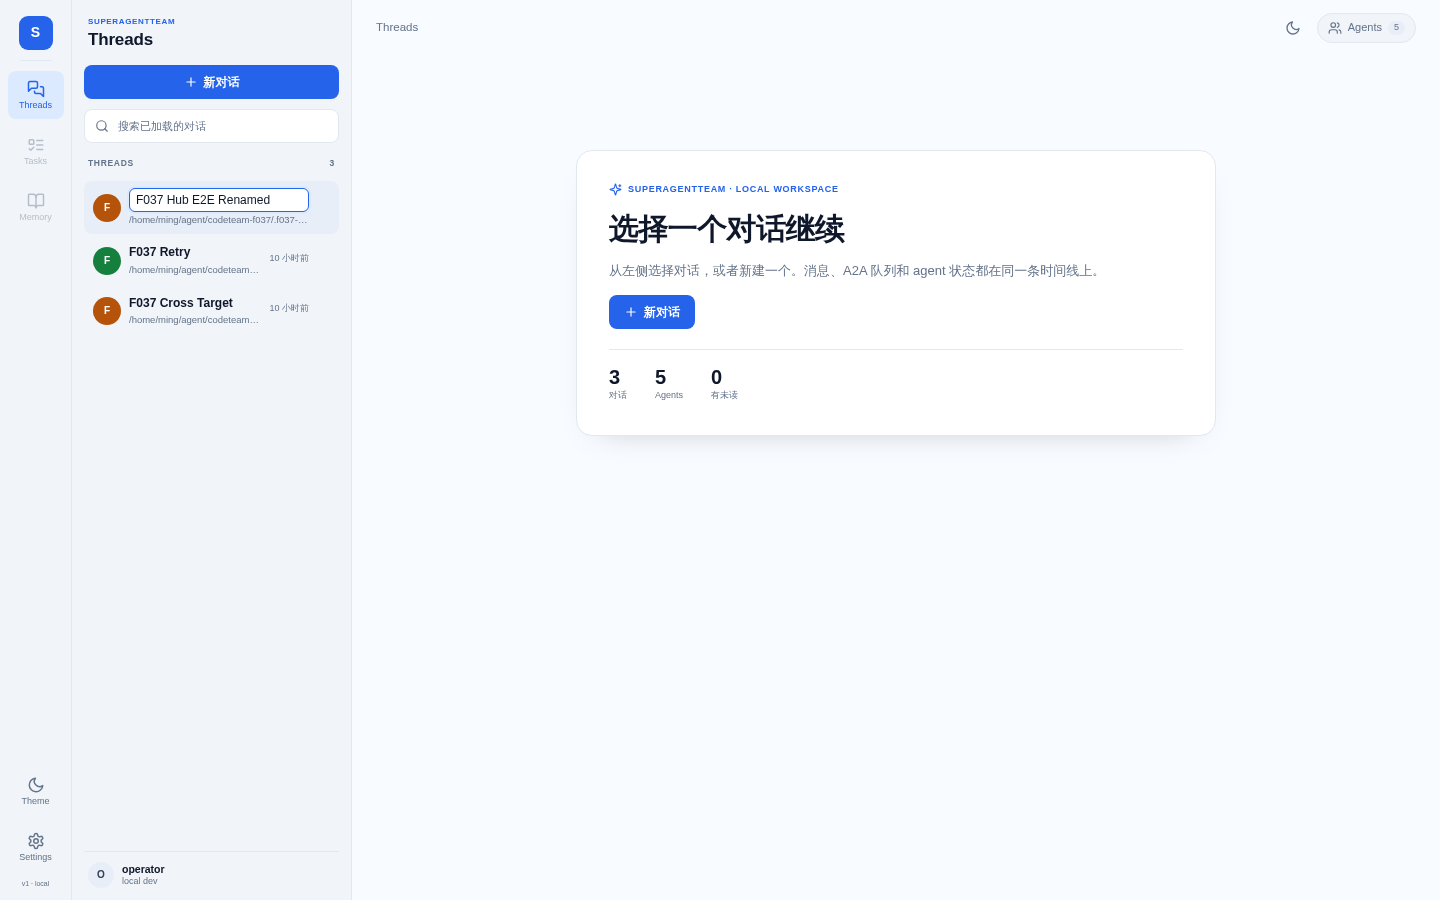 S
Threads
Tasks
Memory
Theme
Settings
v1 · local
SUPERAGENTTEAM
Threads
新对话
搜索已加载的对话
THREADS 3
F
F037 Hub E2E Renamed
/home/ming/agent/codeteam-f037/.f037-...
F
F037 Retry
10 小时前
/home/ming/agent/codeteam...
F
F037 Cross Target
10 小时前
/home/ming/agent/codeteam...
O
operator
local dev
Threads
Agents 5
SUPERAGENTTEAM · LOCAL WORKSPACE
选择一个对话继续
从左侧选择对话，或者新建一个。消息、A2A 队列和 agent 状态都在同一条时间线上。
新对话
3 5 0
对话 Agents 有未读